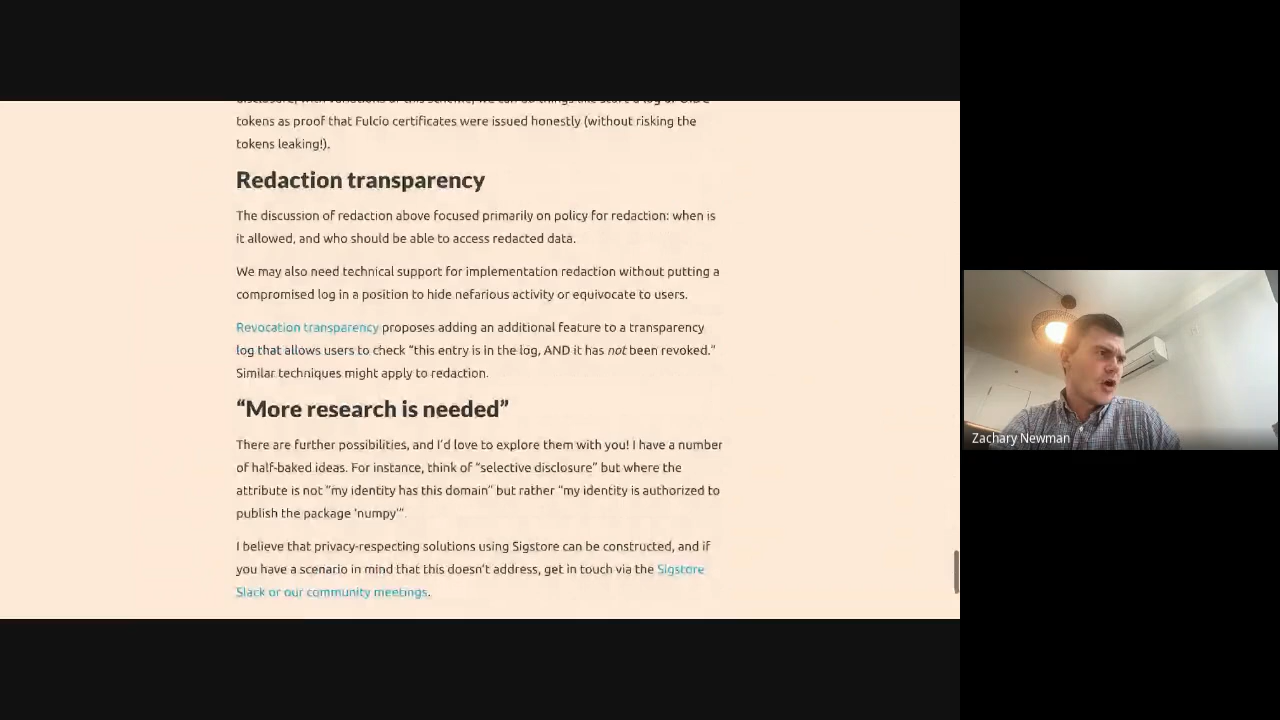 tokens as proof that Fulcio certificates were issued honestly (without risking the
tokens leaking!).
Redaction transparency
The discussion of redaction above focused primarily on policy for redaction: when is
it allowed, and who should be able to access redacted data.
We may also need technical support for implementation redaction without putting a
compromised log in a position to hide nefarious activity or equivocate to users.
Revocation transparency proposes adding an additional feature to a transparency
log that allows users to check “this entry is in the log, AND it has not been revoked.”
Similar techniques might apply to redaction.
“More research is needed”
There are further possibilities, and I’d love to explore them with you! I have a number
of half-baked ideas. For instance, think of “selective disclosure” but where the
attribute is not “my identity has this domain” but rather “my identity is authorized to
publish the package ‘numpy’”.
I believe that privacy-respecting solutions using Sigstore can be constructed, and if
you have a scenario in mind that this doesn’t address, get in touch via the Sigstore
Slack or our community meetings.
Zachary Newman